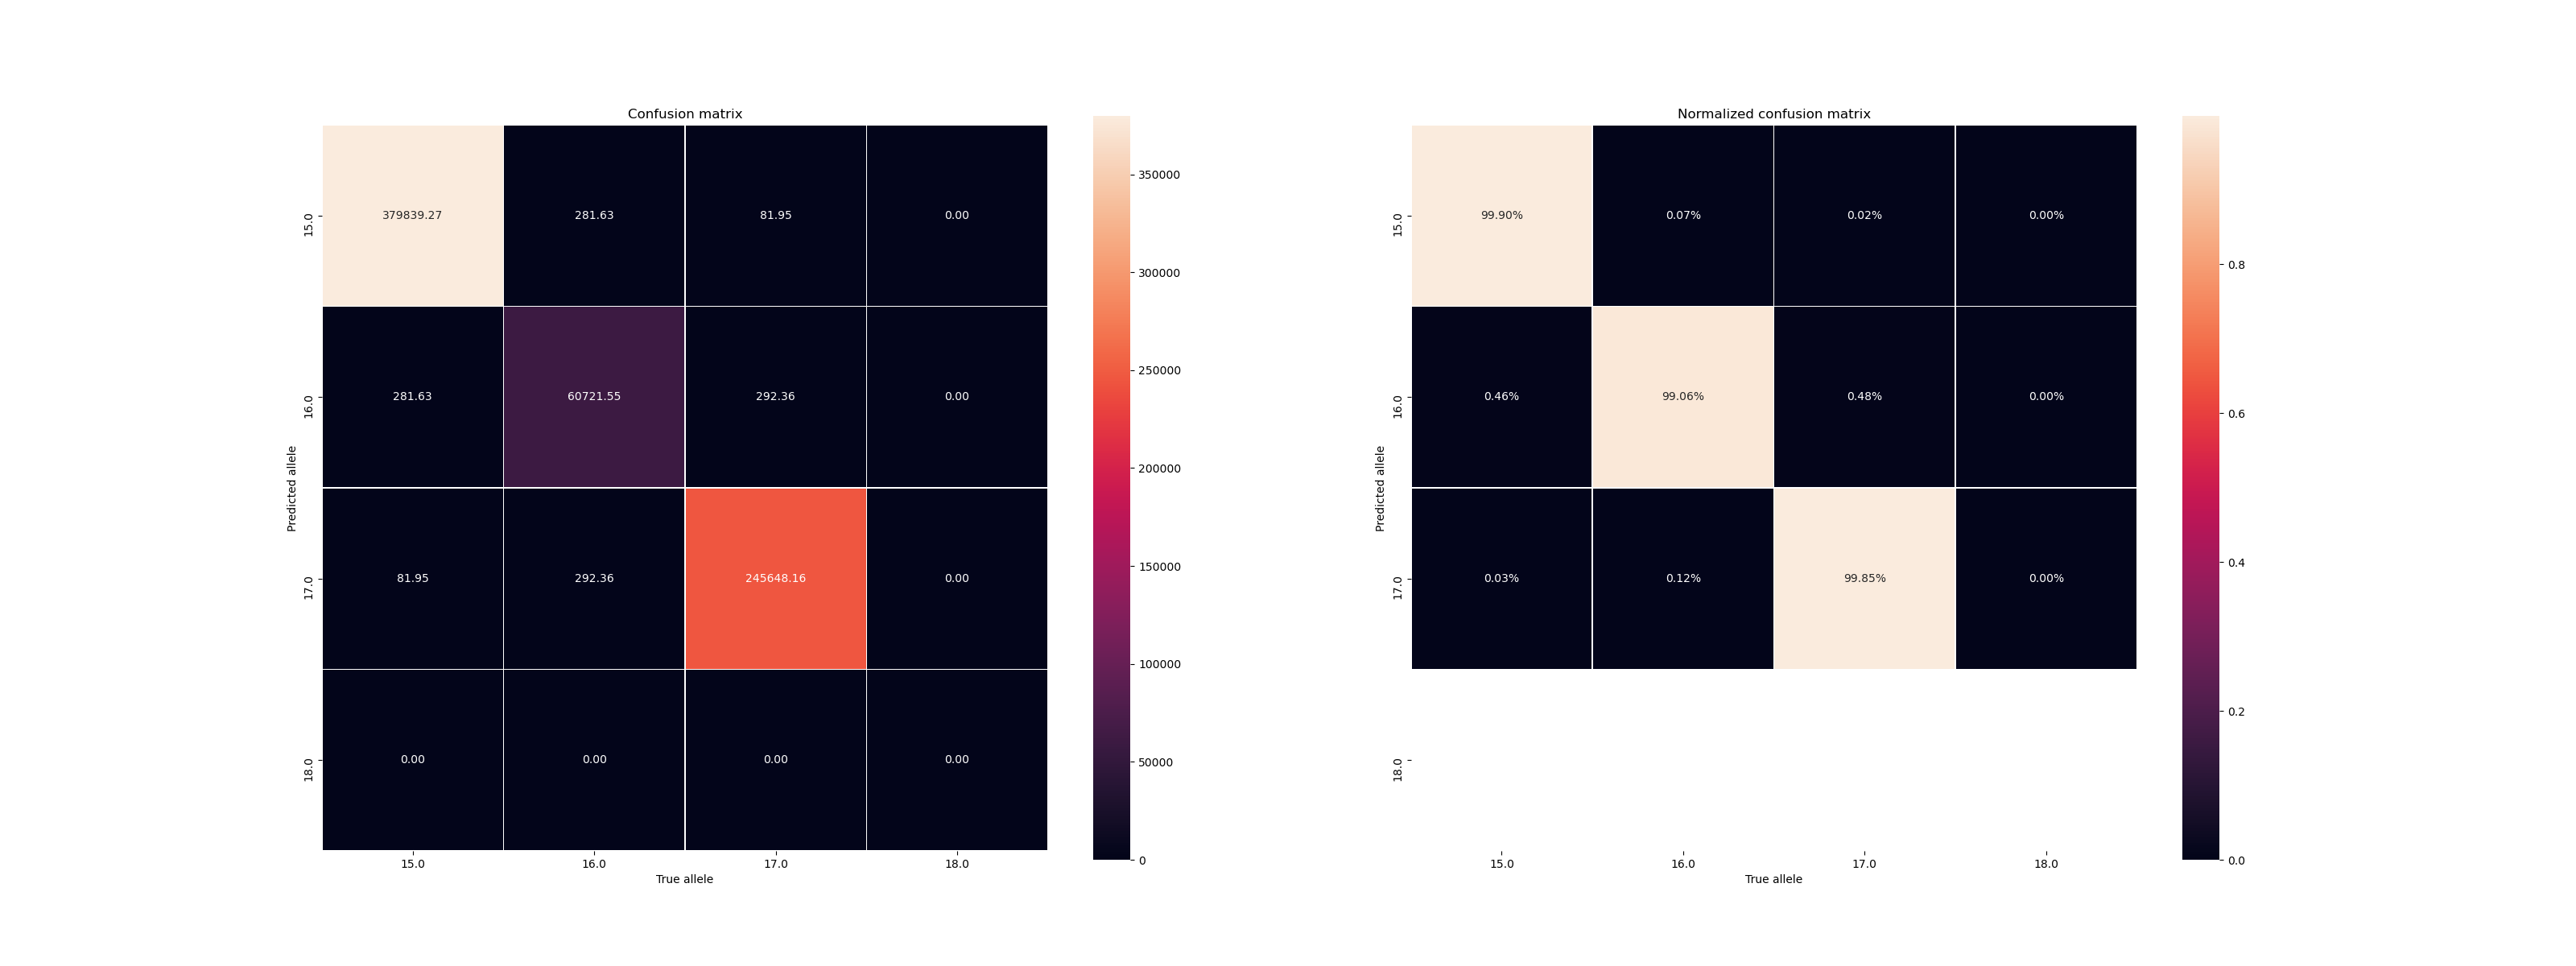 Confusion matrix
379839.27 281.63 81.95 0.00
281.63 60721.55 292.36 0.00
81.95 292.36 245648.16 0.00
0.00 0.00 0.00 0.00
15.0
16.0
17.0
18.0
Predicted allele
15.0 16.0 17.0 18.0
True allele
350000
300000
250000
200000
150000
100000
50000
0
Normalized confusion matrix
99.90% 0.07% 0.02% 0.00%
0.46% 99.06% 0.48% 0.00%
0.03% 0.12% 99.85% 0.00%
15.0
16.0
17.0
18.0
Predicted allele
15.0 16.0 17.0 18.0
True allele
0.8
0.6
0.4
0.2
0.0